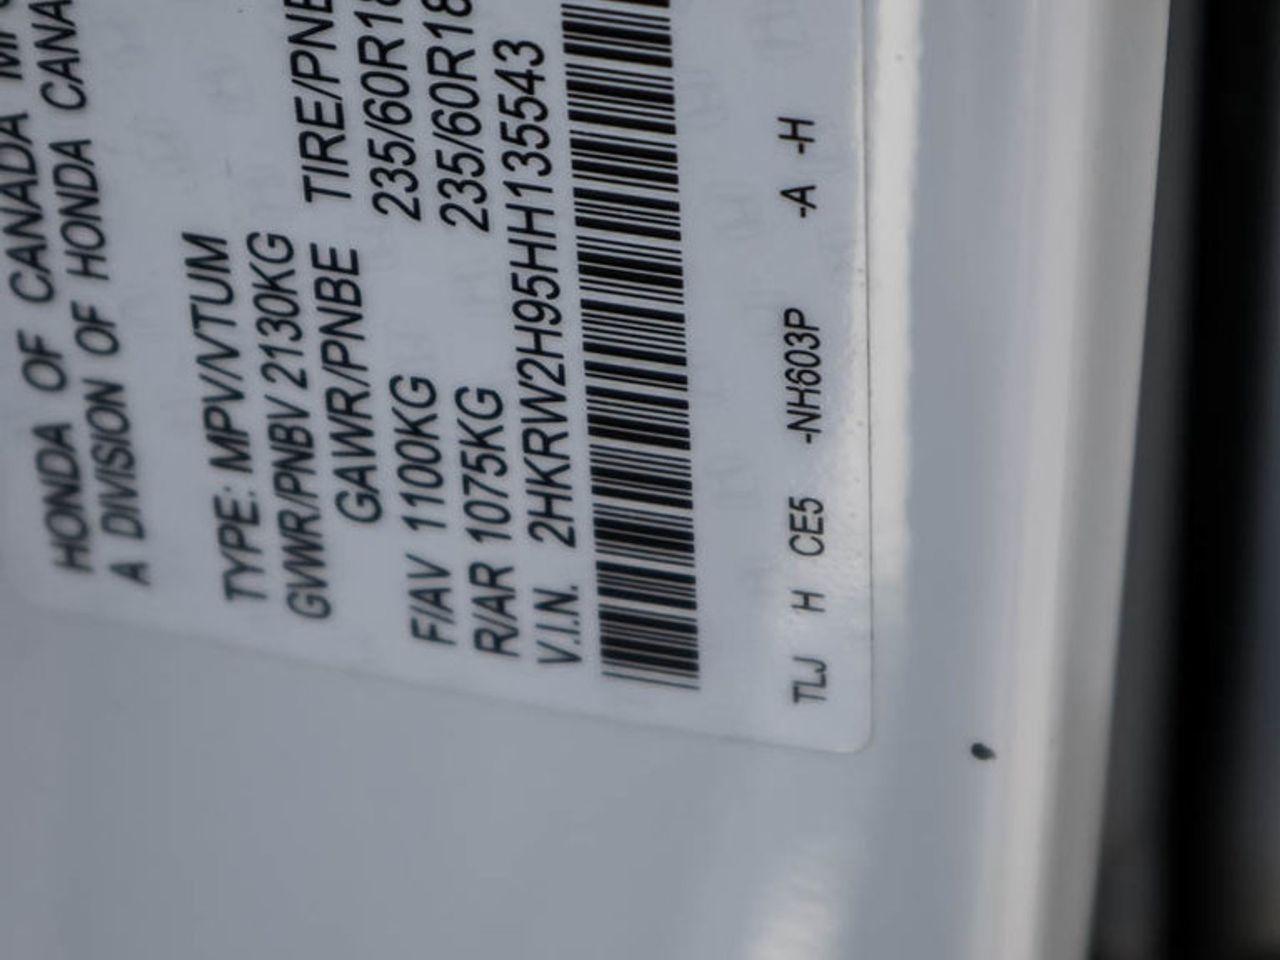 HONDA OF CANADA
A DIVISION OF HONDA CANA
TYPE: MPV/VTUM
GVWR/PNBV 2130KG
GAWR/PNBE TIRE/PNE
F/AV 1100KG 235/60R18
R/AR 1075KG 235/60R18
V.I.N. 2HKRW2H95HH135543
TLJ H CE5 -NH603P -A -H